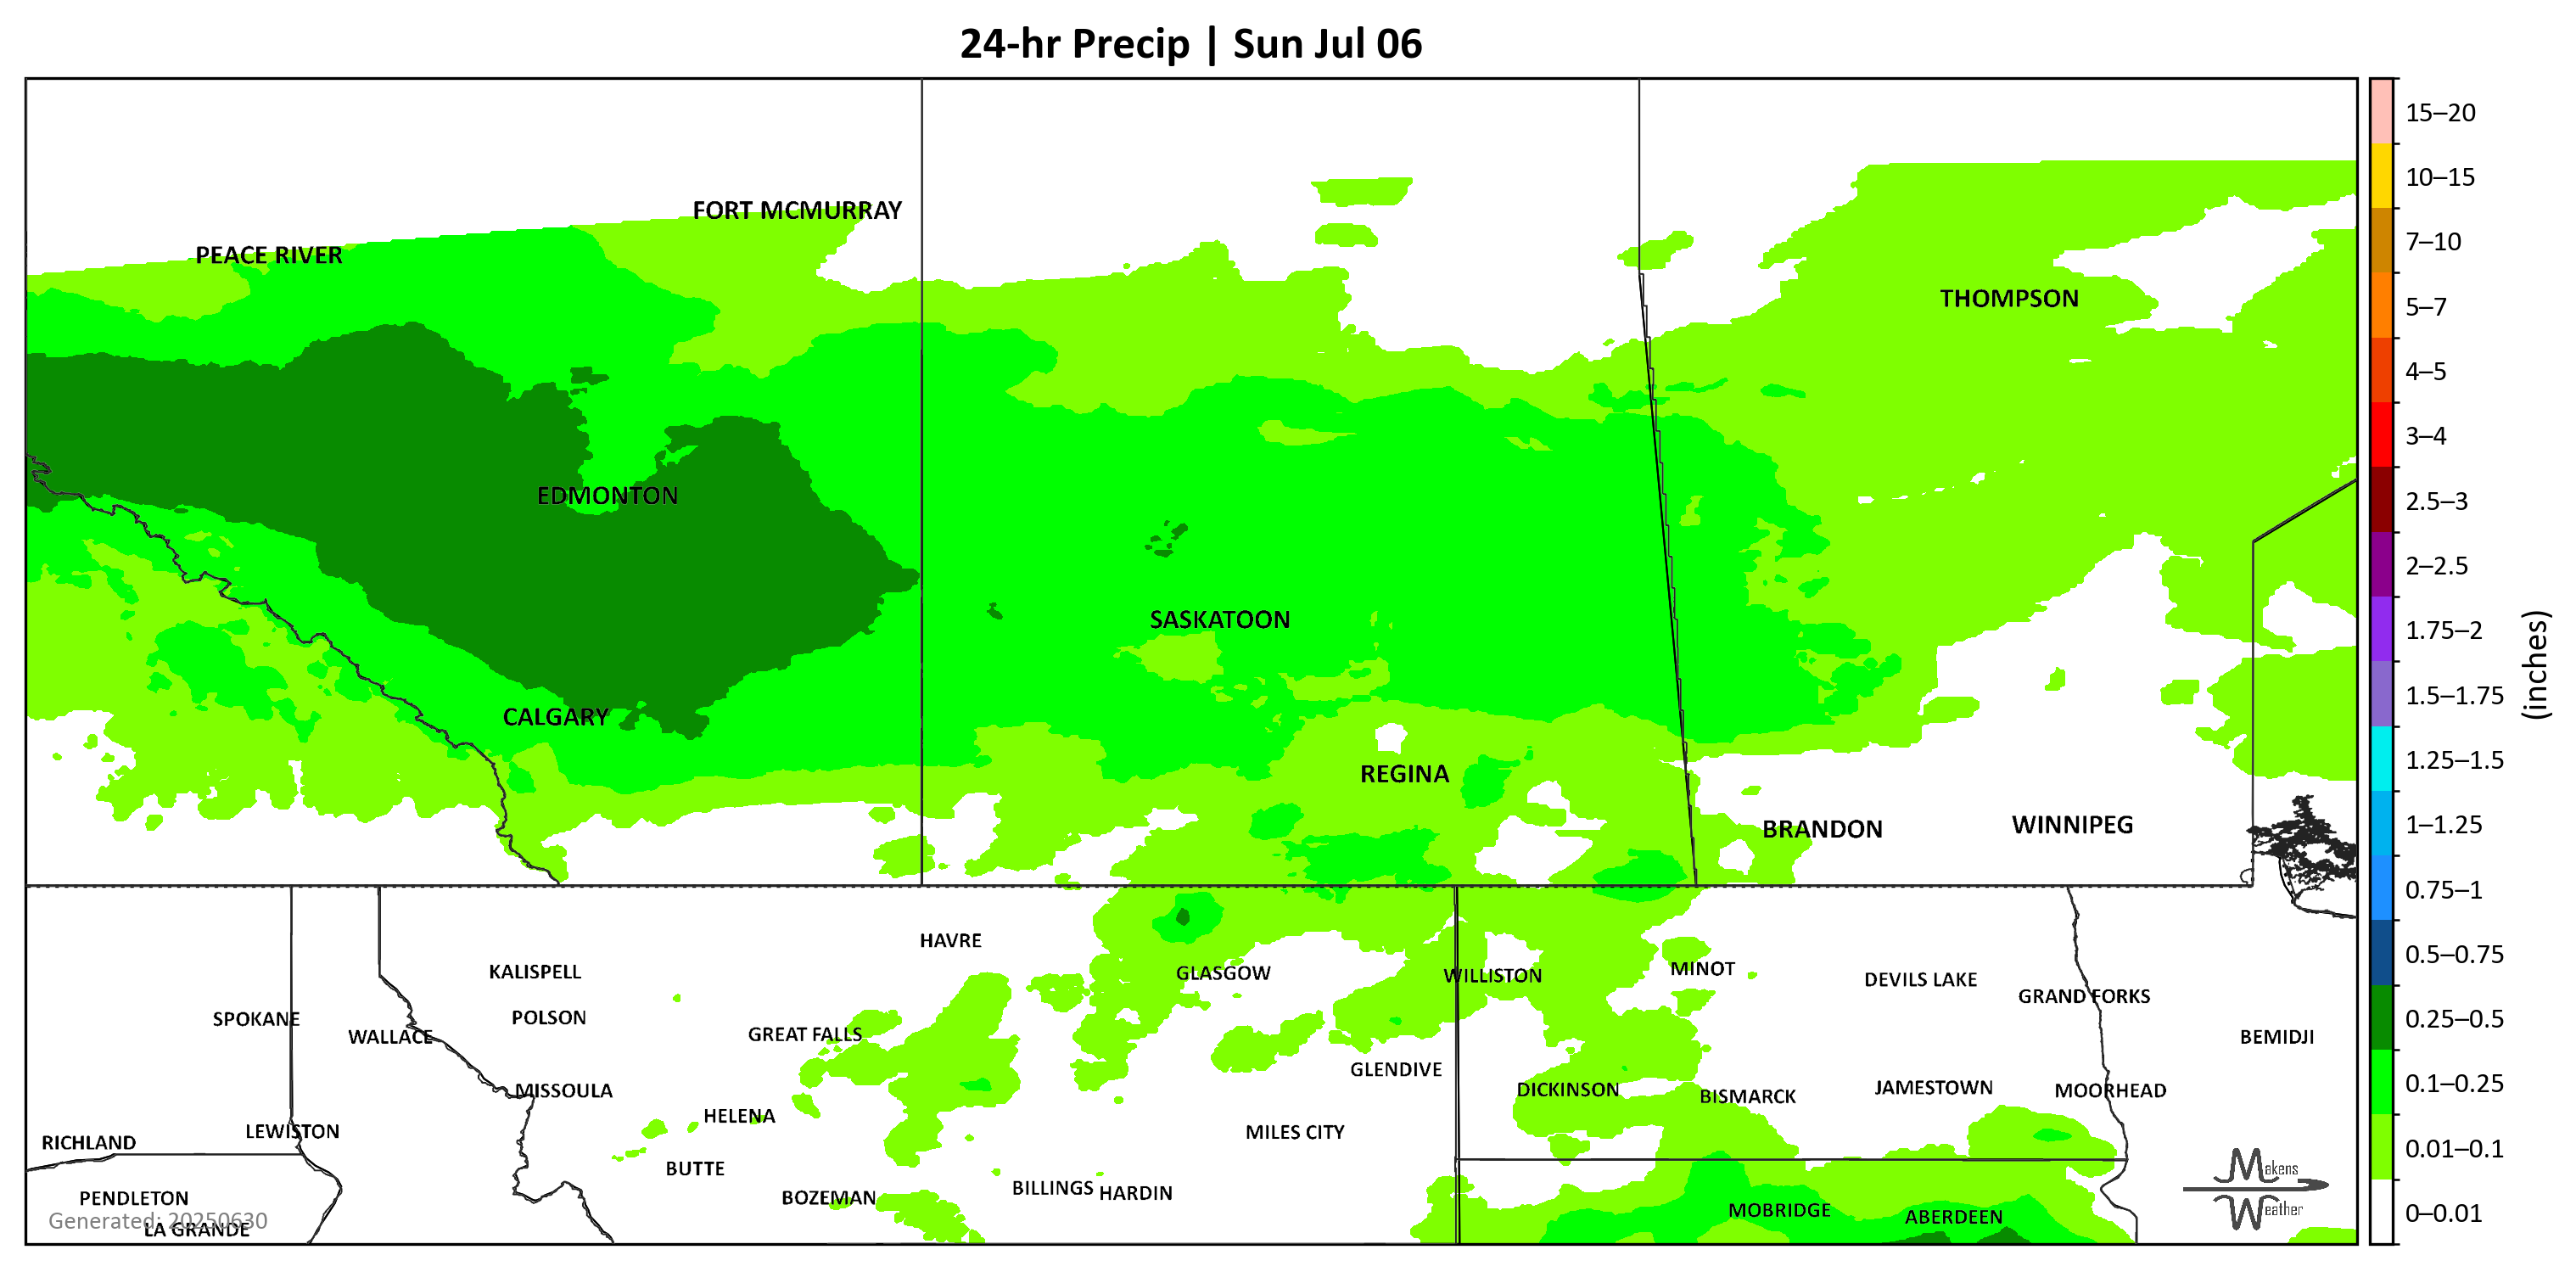 24-hr Precip | Sun Jul 06
15–20
10–15
7–10
5–7
4–5
3–4
2.5–3
2–2.5
1.75–2
1.5–1.75
1.25–1.5
1–1.25
0.75–1
0.5–0.75
0.25–0.5
0.1–0.25
0.01–0.1
0–0.01
(inches)
FORT MCMURRAY
PEACE RIVER
THOMPSON
EDMONTON
SASKATOON
CALGARY
REGINA
BRANDON
WINNIPEG
HAVRE
KALISPELL
GLASGOW
WILLISTON
MINOT
DEVILS LAKE
GRAND FORKS
SPOKANE
POLSON
WALLACE
GREAT FALLS
BEMIDJI
GLENDIVE
MISSOULA
DICKINSON
BISMARCK
JAMESTOWN
MOORHEAD
HELENA
LEWISTON
RICHLAND
MILES CITY
BUTTE
BILLINGS
HARDIN
BOZEMAN
PENDLETON
MOBRIDGE
ABERDEEN
Generated: 20250630
LA GRANDE
Makens
Weather